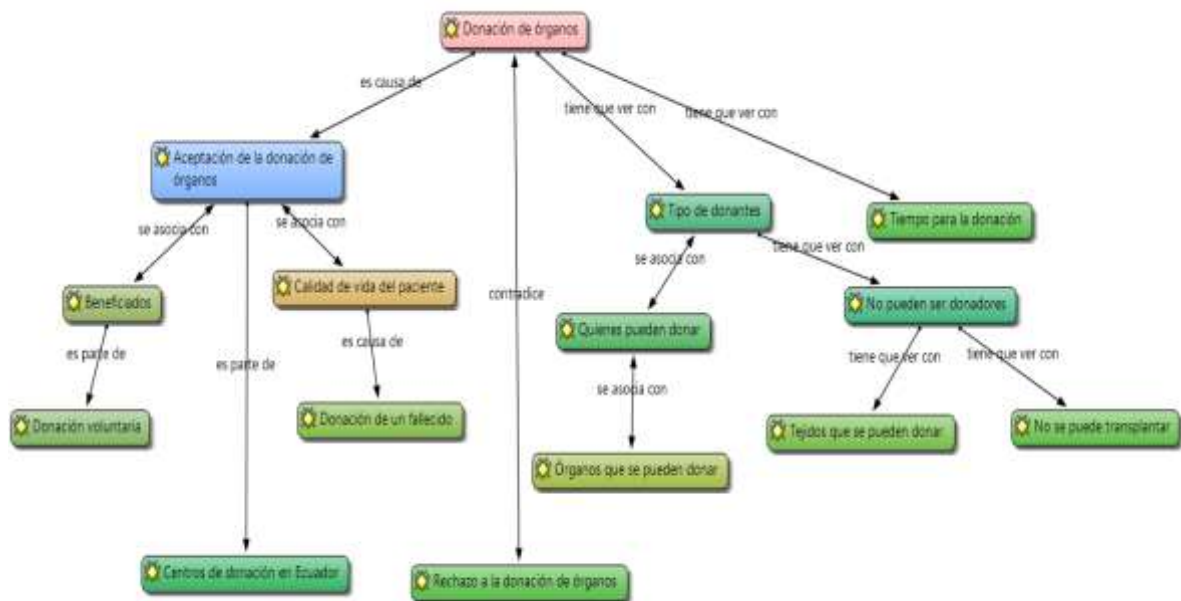 Donación de órganos
es causa de
tiene que ver con
tiene que ver con
Aceptación de la donación de
órganos
Tipo de donantes
Tiempo para la donación
se asocia con
se asocia con
se asocia con
tiene que ver con
Beneficiados
Calidad de vida del paciente
contradice
Quienes pueden donar
No pueden ser donadores
es parte de
es parte de
es causa de
se asocia con
tiene que ver con
tiene que ver con
Donación voluntaria
Donación de un fallecido
Tejidos que se pueden donar
No se puede transplantar
Órganos que se pueden donar
Centros de donación en Ecuador
Rechazo a la donación de órganos